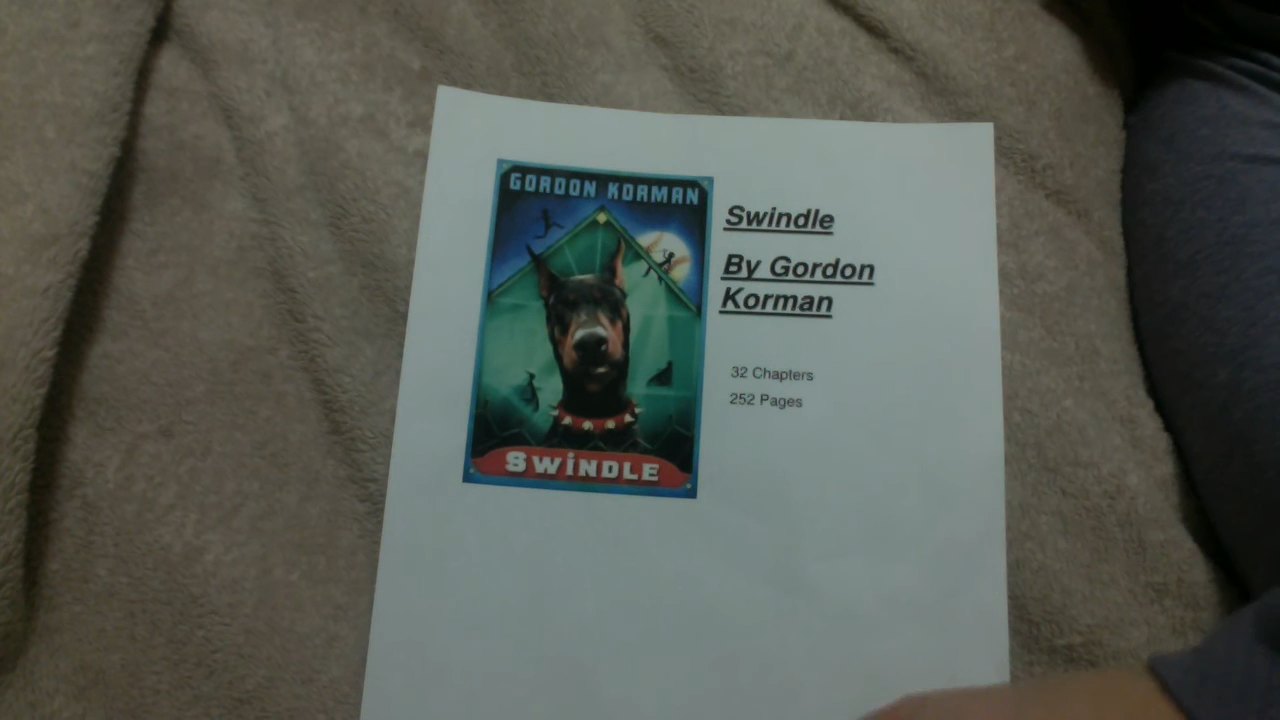 GORDON KORMAN
SWiNDLE
Swindle
By Gordon
Korman
32 Chapters
252 Pages